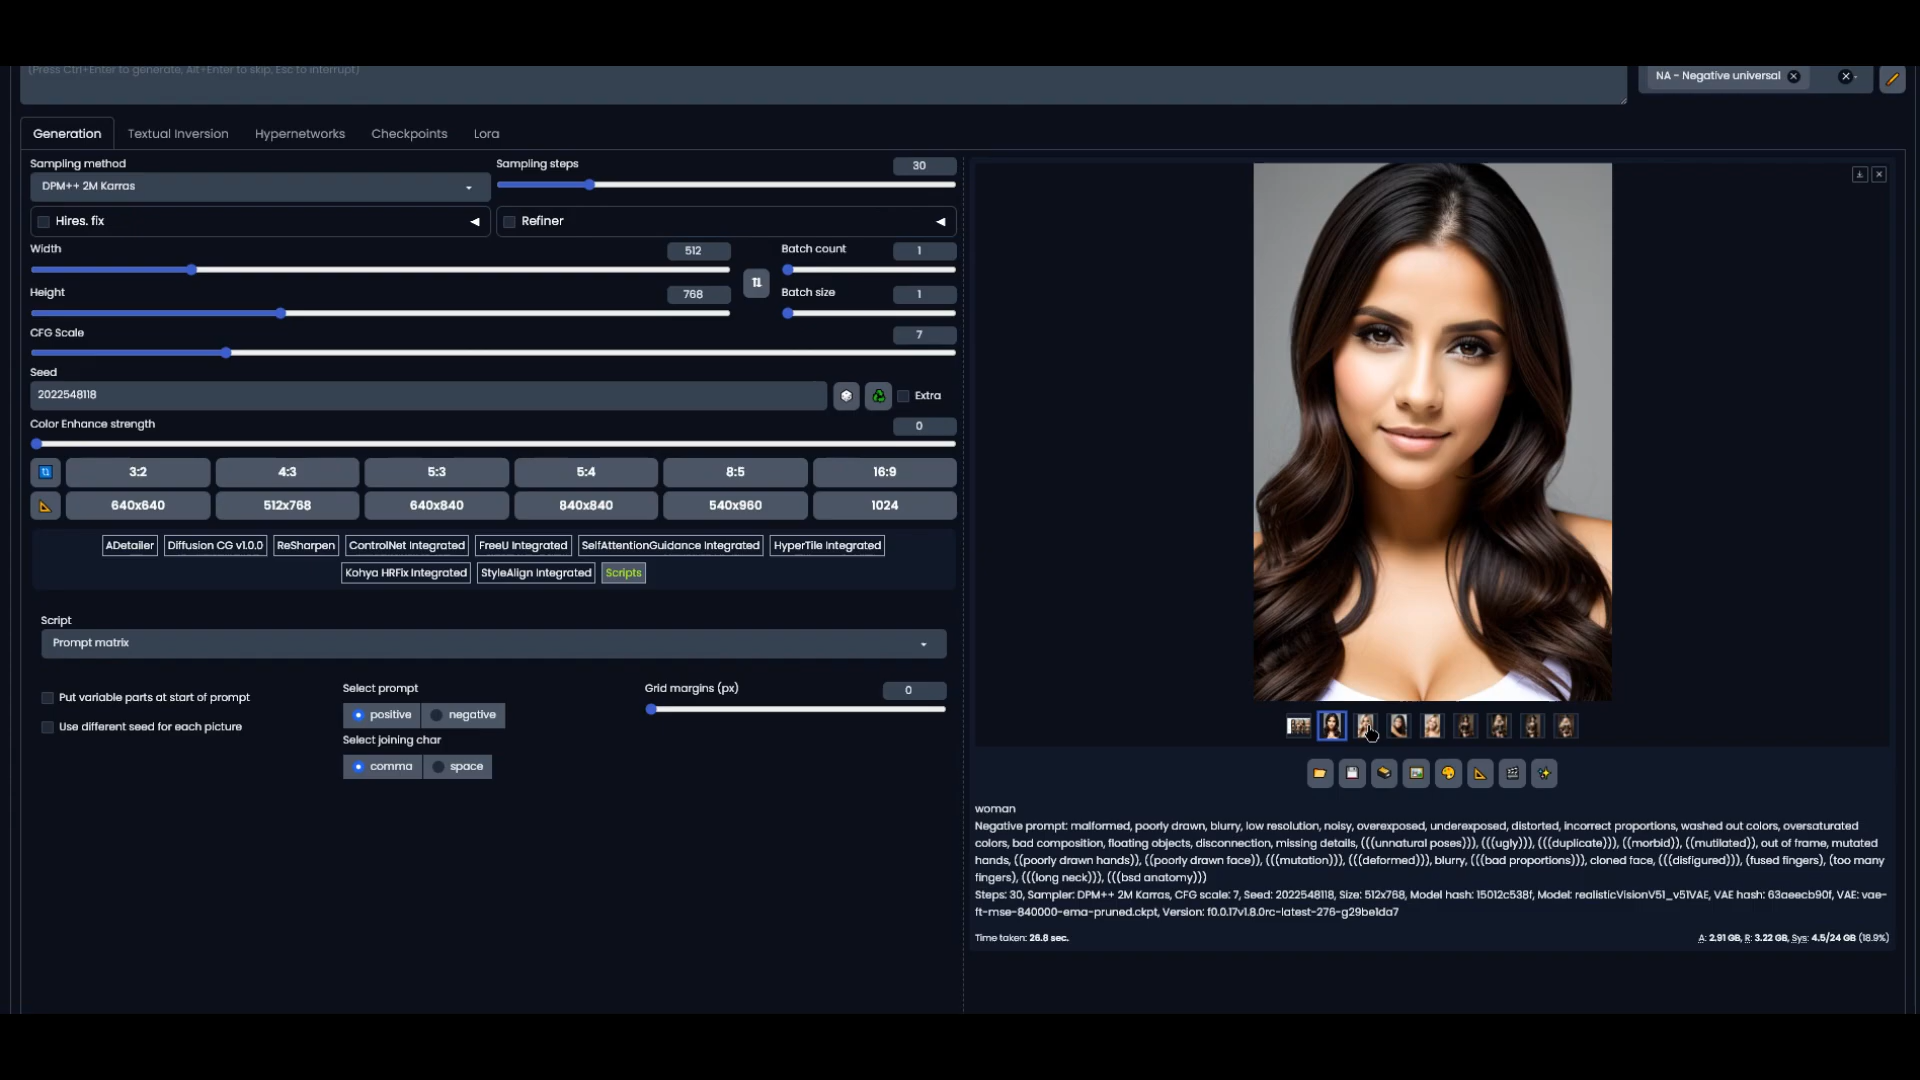 (Press Ctrl+Enter to generate, Alt+Enter to skip, Esc to interrupt)
NA - Negative universal
Generation Textual Inversion Hypernetworks Checkpoints Lora
Sampling method
DPM++ 2M Karras
Sampling steps
30
Hires. fix
Refiner
Width
512
Batch count
1
Height
768
Batch size
1
CFG Scale
7
Seed
2022548118
Extra
Color Enhance strength
0
3:2 4:3 5:3 5:4 8:5 16:9
640x640 512x768 640x840 840x840 540x960 1024
ADetailer Diffusion CG v1.0.0 ReSharpen ControlNet Integrated FreeU Integrated SelfAttentionGuidance Integrated HyperTile Integrated
Kohya HRFix Integrated StyleAlign Integrated Scripts
Script
Prompt matrix
Put variable parts at start of prompt
Use different seed for each picture
Select prompt
positive negative
Select joining char
comma space
Grid margins (px)
0
woman
Negative prompt: malformed, poorly drawn, blurry, low resolution, noisy, overexposed, underexposed, distorted, incorrect proportions, washed out colors, oversaturated
colors, bad composition, floating objects, disconnection, missing details, (((unnatural poses))), (((ugly))), (((duplicate))), ((morbid)), ((mutilated)), out of frame, mutated
hands, ((poorly drawn hands)), ((poorly drawn face)), (((mutation))), (((deformed))), blurry, (((bad proportions))), cloned face, (((disfigured))), (fused fingers), (too many
fingers), (((long neck))), (((bsd anatomy)))
Steps: 30, Sampler: DPM++ 2M Karras, CFG scale: 7, Seed: 2022548118, Size: 512x768, Model hash: 15012c538f, Model: realisticVisionV51_v51VAE, VAE hash: 63aeecb90f, VAE: vae-
ft-mse-840000-ema-pruned.ckpt, Version: f0.0.17v1.8.0rc-latest-276-g29be1da7
Time taken: 26.8 sec.
A: 2.91 GB, R: 3.22 GB, Sys: 4.5/24 GB (18.9%)